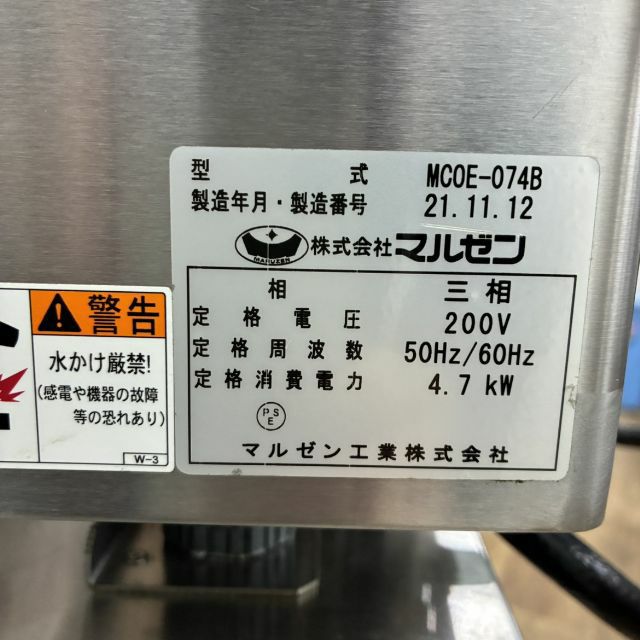 型式 MCOE-074B
製造年月・製造番号 21.11.12
MARUZEN 株式会社マルゼン
相 三相
定格電圧 200V
定格周波数 50Hz/60Hz
定格消費電力 4.7 kW
PSE
マルゼン工業株式会社
警告
水かけ厳禁!
(感電や機器の故障
等の恐れあり)
W-3